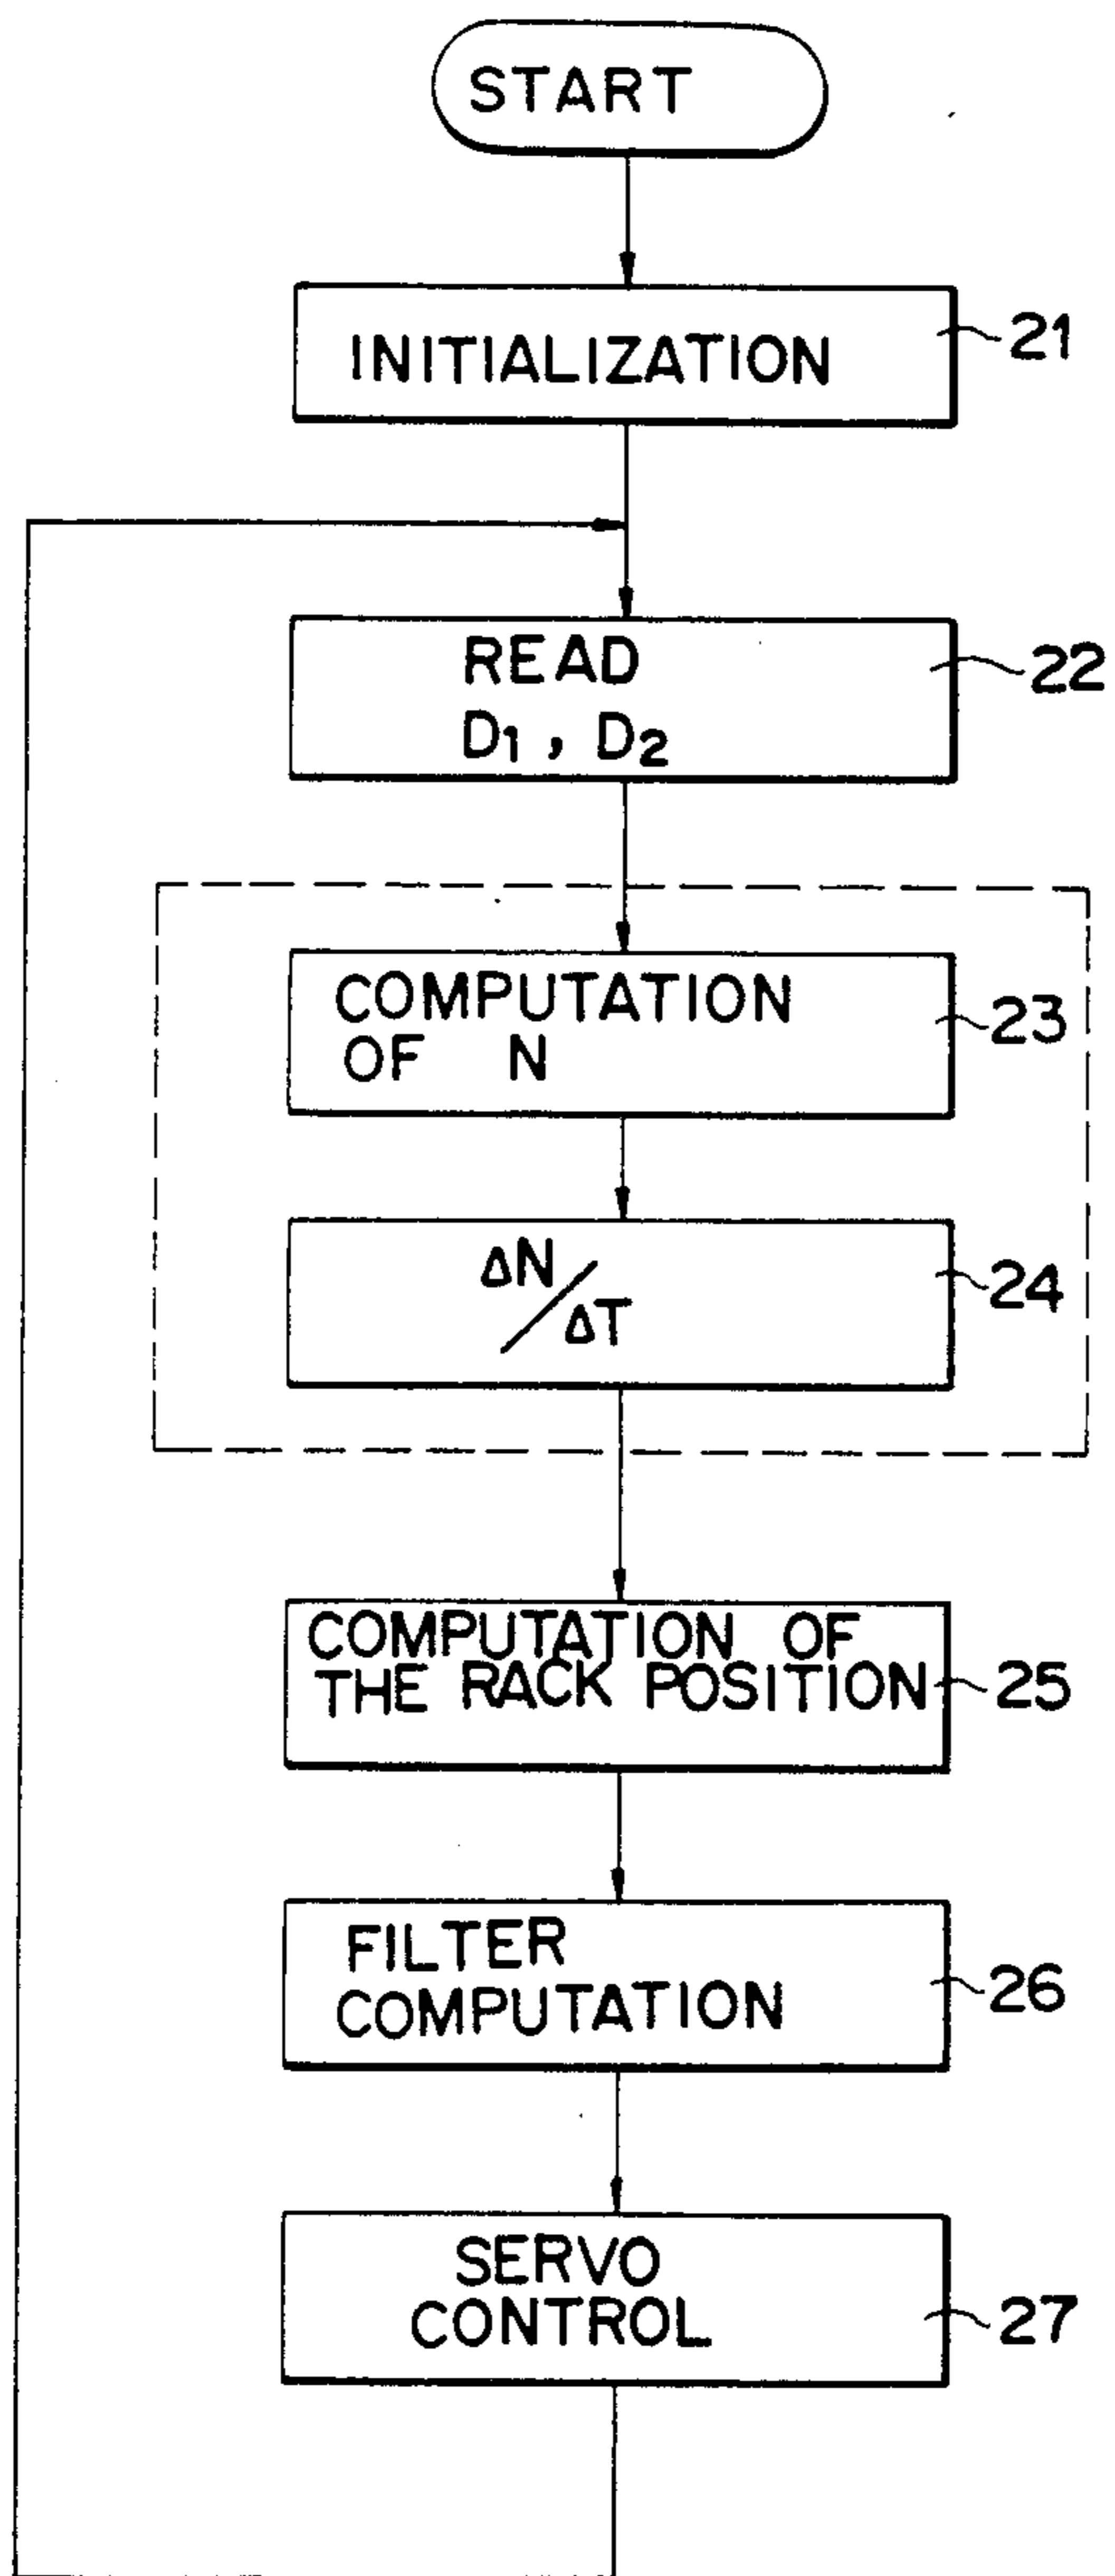 START
INITIALIZATION
21
READ
D1, D2
22
COMPUTATION
OF N
23
ΔN/ΔT
24
COMPUTATION OF
THE RACK POSITION
25
FILTER
COMPUTATION
26
SERVO
CONTROL
27